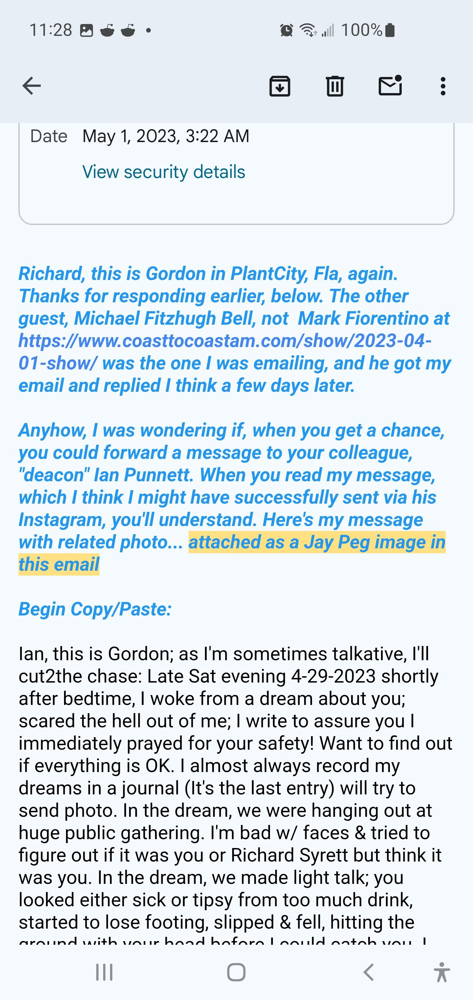 11:28
100%
Date May 1, 2023, 3:22 AM
View security details
Richard, this is Gordon in PlantCity, Fla, again.
Thanks for responding earlier, below. The other
guest, Michael Fitzhugh Bell, not  Mark Fiorentino at
https://www.coasttocoastam.com/show/2023-04-
01-show/ was the one I was emailing, and he got my
email and replied I think a few days later.
Anyhow, I was wondering if, when you get a chance,
you could forward a message to your colleague,
"deacon" Ian Punnett. When you read my message,
which I think I might have successfully sent via his
Instagram, you'll understand. Here's my message
with related photo... attached as a Jay Peg image in
this email
Begin Copy/Paste:
Ian, this is Gordon; as I'm sometimes talkative, I'll
cut2the chase: Late Sat evening 4-29-2023 shortly
after bedtime, I woke from a dream about you;
scared the hell out of me; I write to assure you I
immediately prayed for your safety! Want to find out
if everything is OK. I almost always record my
dreams in a journal (It's the last entry) will try to
send photo. In the dream, we were hanging out at
huge public gathering. I'm bad w/ faces & tried to
figure out if it was you or Richard Syrett but think it
was you. In the dream, we made light talk; you
looked either sick or tipsy from too much drink,
started to lose footing, slipped & fell, hitting the
ground with your head before I could catch you. I